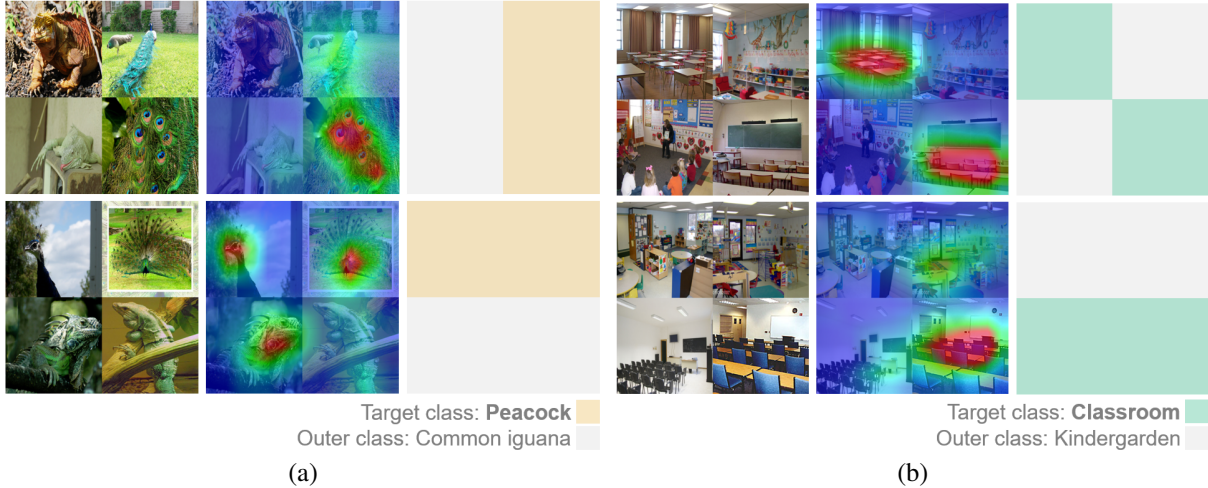 Target class: Peacock
Outer class: Common iguana
(a)
Target class: Classroom
Outer class: Kindergarden
(b)